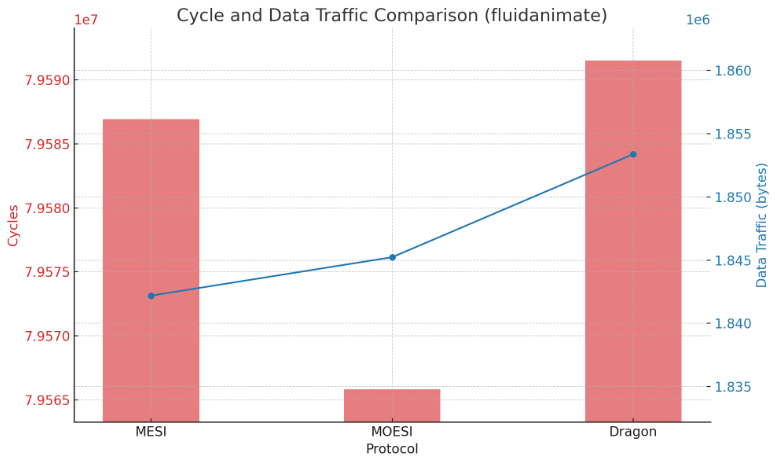 Cycle and Data Traffic Comparison (fluidanimate)
1e7
1e6
7.9590
7.9585
7.9580
7.9575
7.9570
7.9565
Cycles
1.860
1.855
1.850
1.845
1.840
1.835
Data Traffic (bytes)
MESI
MOESI
Dragon
Protocol